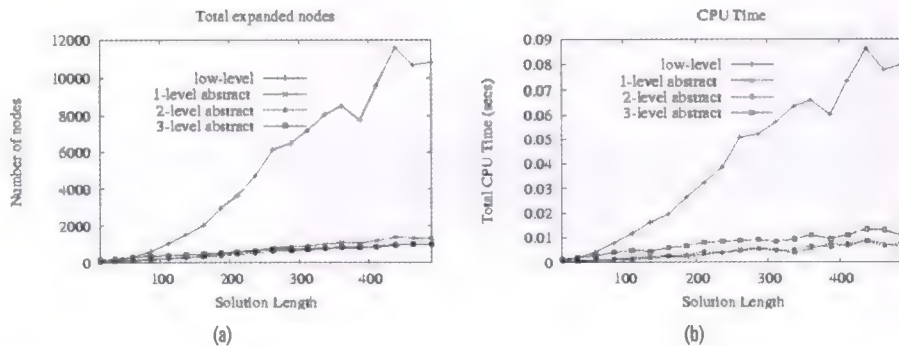 Total expanded nodes
12000
10000
8000
6000
4000
2000
0
Number of nodes
low-level
1-level abstract
2-level abstract
3-level abstract
100 200 300 400
Solution Length
(a)
CPU Time
0.09
0.08
0.07
0.06
0.05
0.04
0.03
0.02
0.01
0
Total CPU Time (secs)
low-level
1-level abstract
2-level abstract
3-level abstract
100 200 300 400
Solution Length
(b)